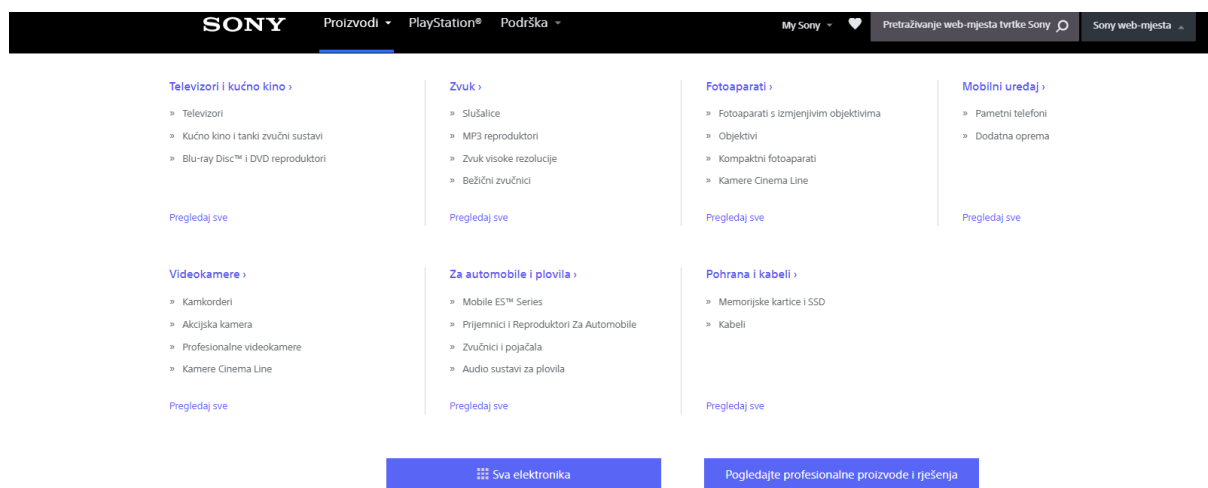 SONY Proizvodi PlayStation® Podrška My Sony Pretraživanje web-mjesta tvrtke Sony Sony web-mjesta
Televizori i kućno kino ›
» Televizori
» Kućno kino i tanki zvučni sustavi
» Blu-ray Disc™ i DVD reproduktori
Pregledaj sve
Zvuk ›
» Slušalice
» MP3 reproduktori
» Zvuk visoke rezolucije
» Bežični zvučnici
Pregledaj sve
Fotoaparati ›
» Fotoaparati s izmjenjivim objektivima
» Objektivi
» Kompaktni fotoaparati
» Kamere Cinema Line
Pregledaj sve
Mobilni uređaj ›
» Pametni telefoni
» Dodatna oprema
Pregledaj sve
Videokamere ›
» Kamkorderi
» Akcijska kamera
» Profesionalne videokamere
» Kamere Cinema Line
Pregledaj sve
Za automobile i plovila ›
» Mobile ES™ Series
» Prijemnici i Reproduktori Za Automobile
» Zvučnici i pojačala
» Audio sustavi za plovila
Pregledaj sve
Pohrana i kabeli ›
» Memorijske kartice i SSD
» Kabeli
Pregledaj sve
Sva elektronika
Pogledajte profesionalne proizvode i rješenja